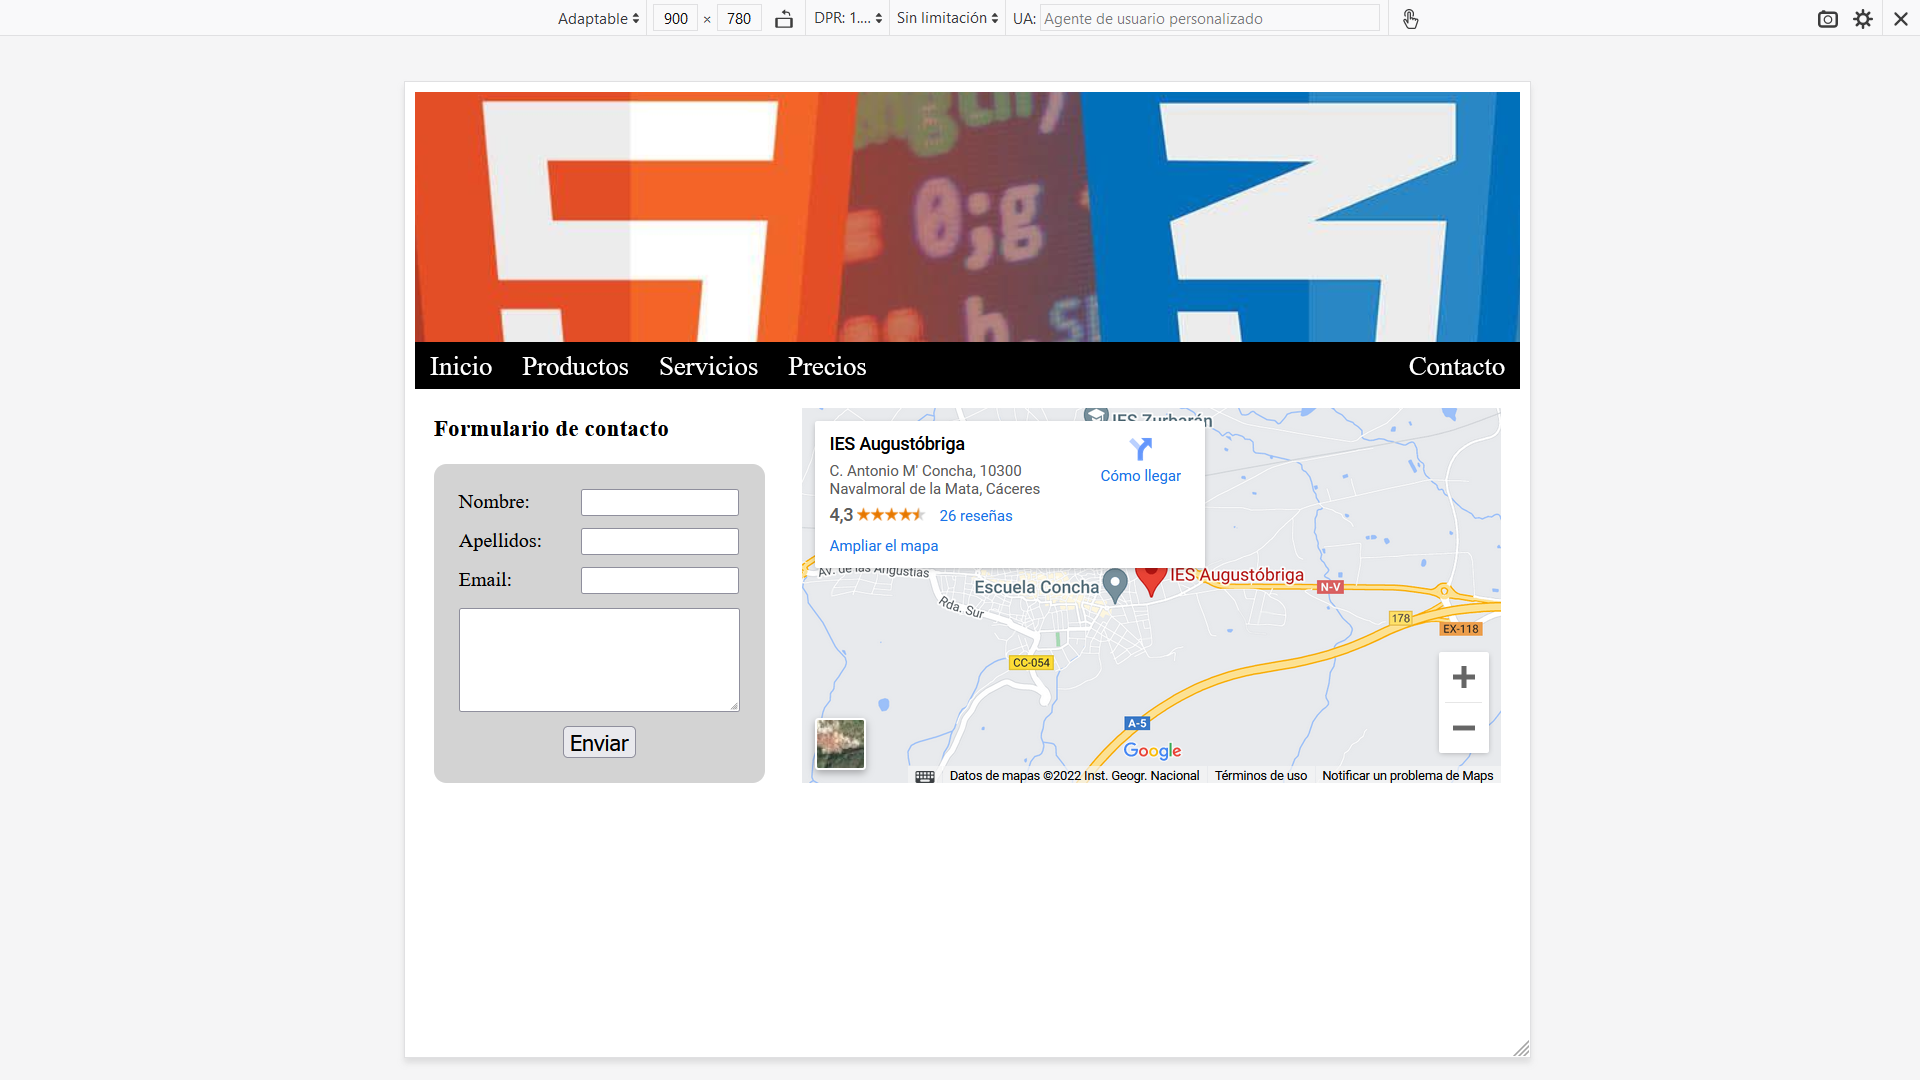 Adaptable 900 × 780 DPR: 1.... Sin limitación UA: Agente de usuario personalizado
= 0;g
Inicio Productos Servicios Precios Contacto
Formulario de contacto
Nombre:
Apellidos:
Email:
Enviar
IES Zurbarán
IES Augustóbriga
C. Antonio M' Concha, 10300
Navalmoral de la Mata, Cáceres
Cómo llegar
4,3 26 reseñas
Ampliar el mapa
Av. de las Angustias
Escuela Concha
IES Augustóbriga
N-V
Rda. Sur
178
EX-118
CC-054
A-5
Google
Datos de mapas ©2022 Inst. Geogr. Nacional Términos de uso Notificar un problema de Maps